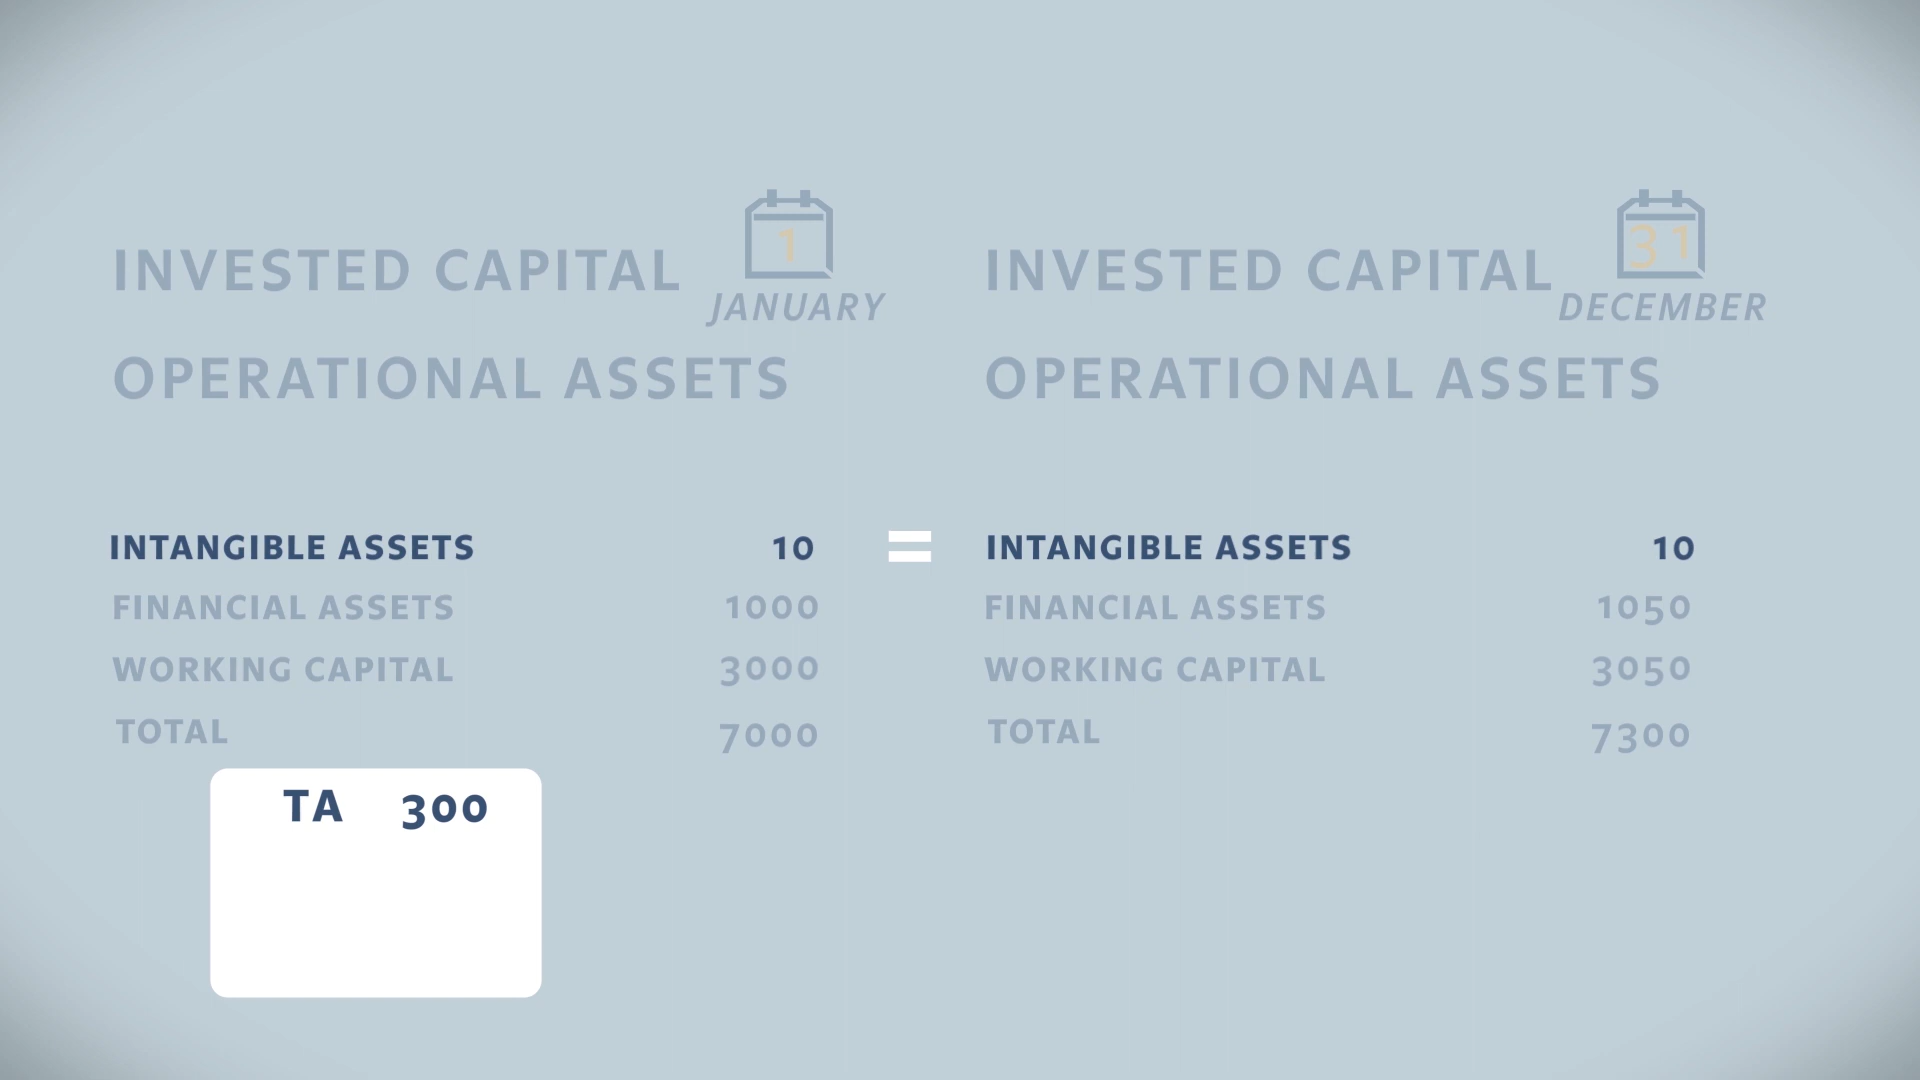 INVESTED CAPITAL
1
JANUARY
OPERATIONAL ASSETS
INTANGIBLE ASSETS 10
FINANCIAL ASSETS 1000
WORKING CAPITAL 3000
TOTAL 7000
TA 300
=
INVESTED CAPITAL
31
DECEMBER
OPERATIONAL ASSETS
INTANGIBLE ASSETS 10
FINANCIAL ASSETS 1050
WORKING CAPITAL 3050
TOTAL 7300